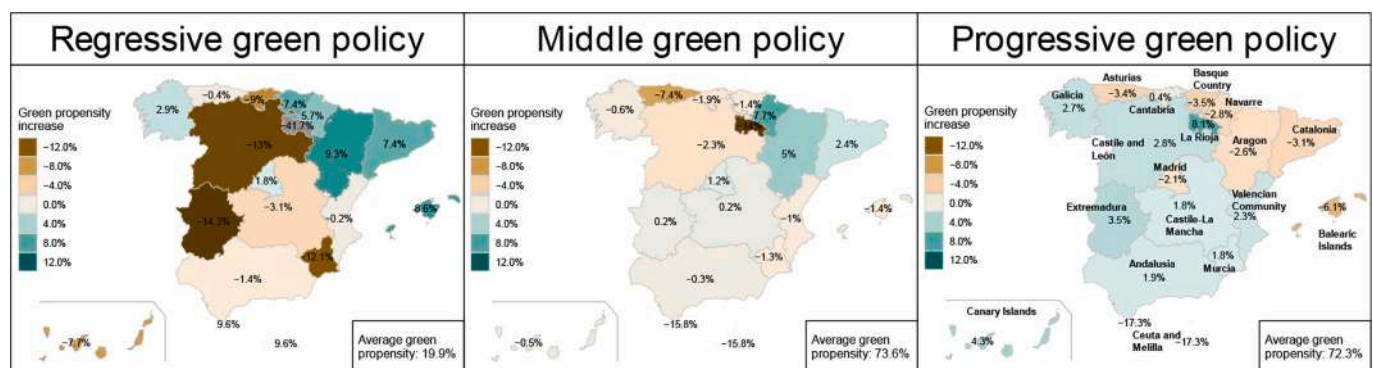 Regressive green policy
Green propensity
increase
−12.0%
−8.0%
−4.0%
0.0%
4.0%
8.0%
12.0%
2.9%
−0.4%
−9%
-7.4%
5.7%
-41.7%
−13%
9.3%
7.4%
1.8%
−3.1%
−0.2%
-8.6%
−14.3%
−12.1%
−1.4%
−7.7%
9.6%
9.6%
Average green
propensity: 19.9%
Middle green policy
Green propensity
increase
−12.0%
−8.0%
−4.0%
0.0%
4.0%
8.0%
12.0%
−0.6%
−7.4%
−1.9%
−1.4%
7.7%
−2.3%
5%
2.4%
1.2%
0.2%
0.2%
−1%
−1.4%
−1.3%
−0.3%
−0.5%
−15.8%
−15.8%
Average green
propensity: 73.6%
Progressive green policy
Green propensity
increase
−12.0%
−8.0%
−4.0%
0.0%
4.0%
8.0%
12.0%
Asturias
−3.4%
Galicia
2.7%
0.4%
Cantabria
Basque
Country
−3.5%
Navarre
−2.8%
8.1%
La Rioja
Aragon
−2.6%
Catalonia
−3.1%
Castile and
León
2.8%
Madrid
−2.1%
Extremadura
3.5%
1.8%
Castile-La
Mancha
Valencian
Community
2.3%
−6.1%
Balearic
Islands
Andalusia
1.9%
1.8%
Murcia
Canary Islands
4.3%
−17.3%
Ceuta and
Melilla
−17.3%
Average green
propensity: 72.3%